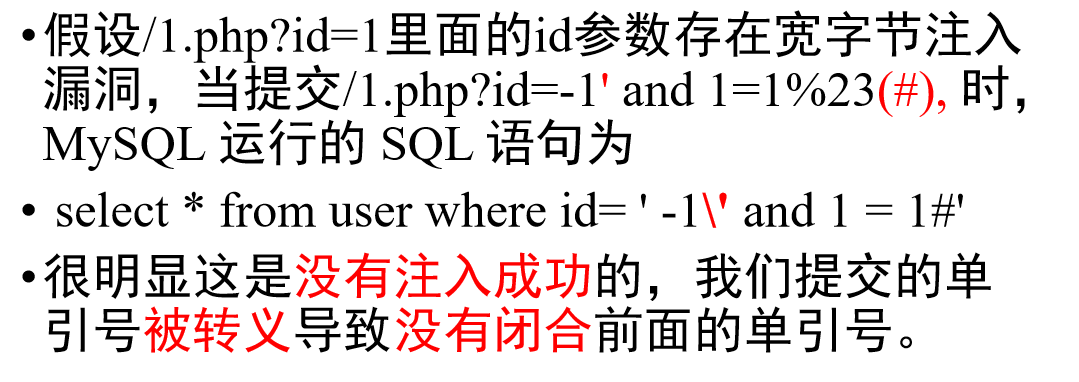 •假设/1.php?id=1里面的id参数存在宽字节注入
漏洞，当提交/1.php?id=-1' and 1=1%23(#), 时，
MySQL 运行的 SQL 语句为
• select * from user where id= ' -1\' and 1 = 1#'
•很明显这是没有注入成功的，我们提交的单
引号被转义导致没有闭合前面的单引号。